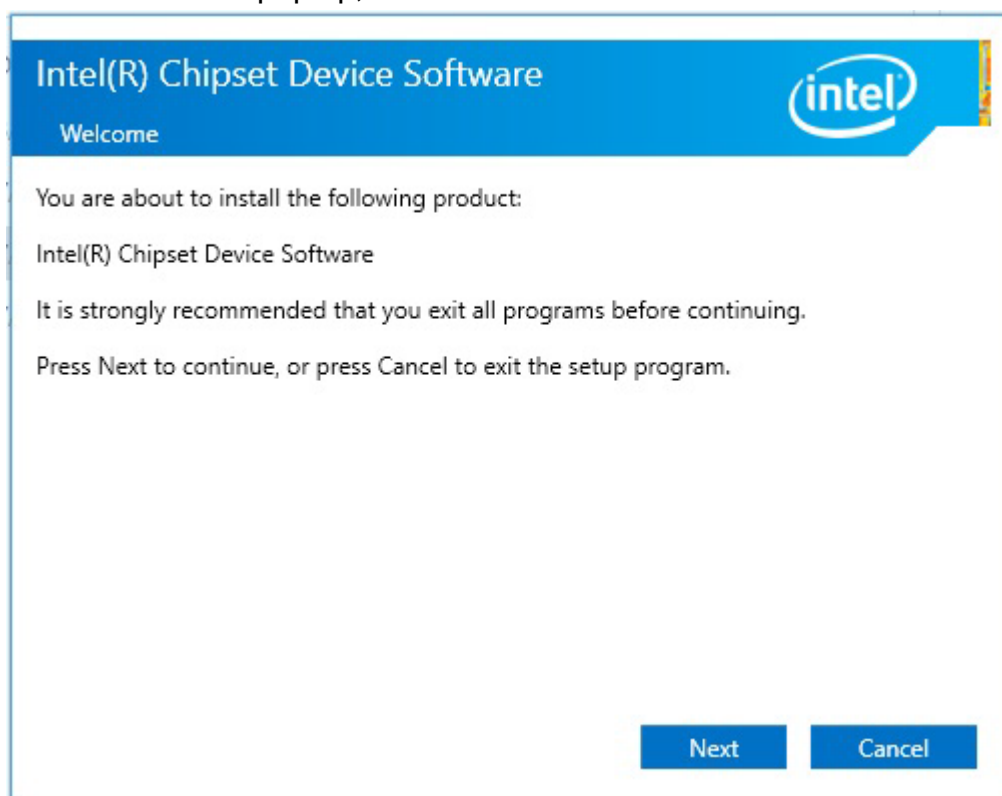 Intel(R) Chipset Device Software
intel
Welcome
You are about to install the following product:
Intel(R) Chipset Device Software
It is strongly recommended that you exit all programs before continuing.
Press Next to continue, or press Cancel to exit the setup program.
Next
Cancel